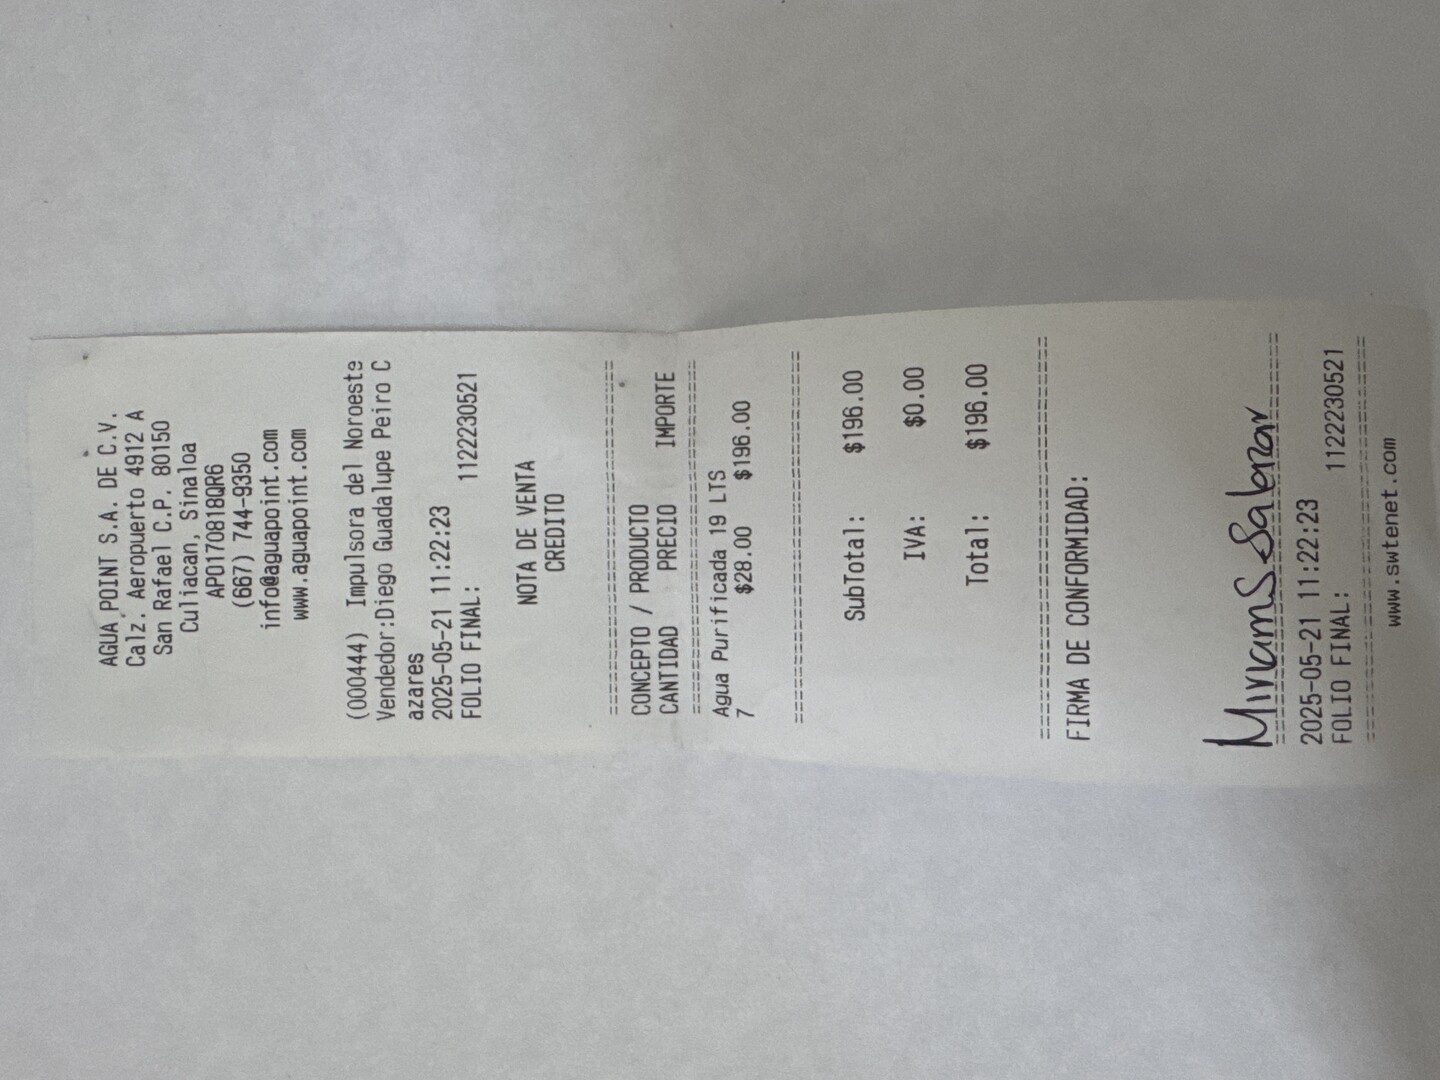 AGUA POINT S.A. DE C.V.
Calz. Aeropuerto 4912 A
San Rafael C.P. 80150
Culiacan, Sinaloa
APO170818QR6
(667) 744-9350
info@aguapoint.com
www.aguapoint.com
(000444) Impulsora del Noroeste
Vendedor:Diego Guadalupe Peiro C
azares
2025-05-21 11:22:23
FOLIO FINAL: 1122230521
NOTA DE VENTA
CREDITO
CONCEPTO / PRODUCTO
CANTIDAD PRECIO IMPORTE
Agua Purificada 19 LTS
7 $28.00 $196.00
SubTotal: $196.00
IVA: $0.00
Total: $196.00
FIRMA DE CONFORMIDAD:
Miriam S Salazar
2025-05-21 11:22:23
FOLIO FINAL: 1122230521
www.swtenet.com